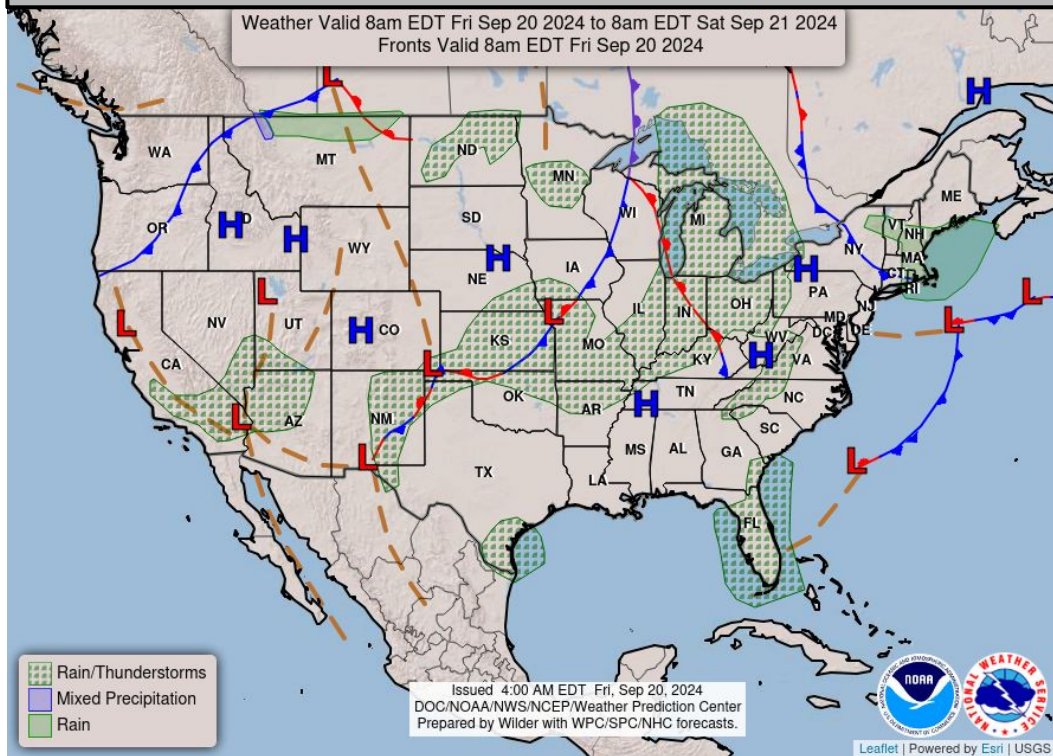 Weather Valid 8am EDT Fri Sep 20 2024 to 8am EDT Sat Sep 21 2024
Fronts Valid 8am EDT Fri Sep 20 2024
L
H
WA
MT
ND
MN
ME
VT
NH
OR
H
D
H
SD
WI
MI
NY
MA
CT
RI
WY
H
NE
IA
H
PA
NJ
L
L
L
NV
UT
H
CO
L
IL
IN
OH
MD
DE
DC
WV
L
CA
L
KS
MO
KY
H
VA
L
AZ
NM
OK
AR
H
TN
NC
SC
L
TX
MS
AL
GA
L
LA
FL
Rain/Thunderstorms
Mixed Precipitation
Rain
Issued 4:00 AM EDT Fri, Sep 20, 2024
DOC/NOAA/NWS/NCEP/Weather Prediction Center
Prepared by Wilder with WPC/SPC/NHC forecasts.
NOAA
NATIONAL WEATHER SERVICE
Leaflet | Powered by Esri | USGS